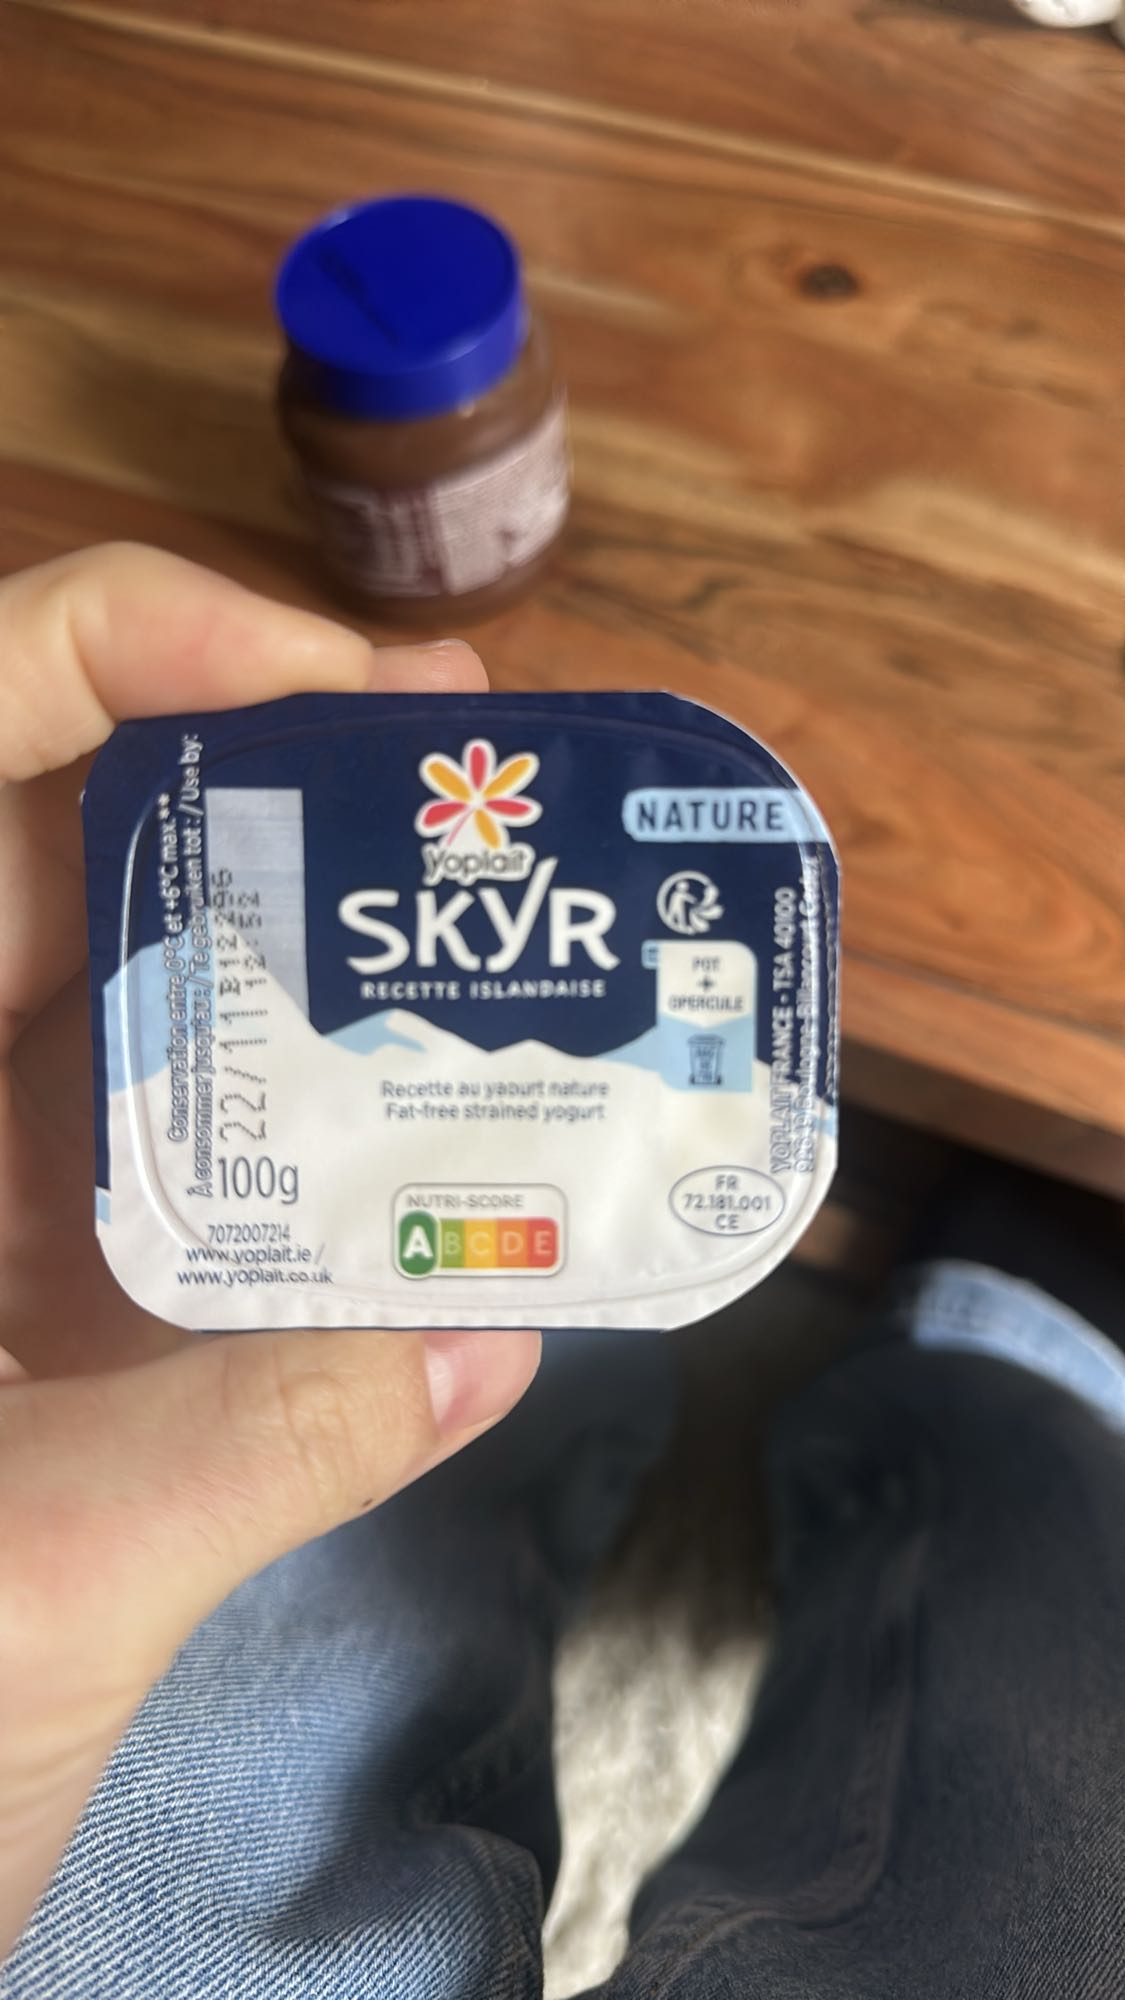 Conservation entre 0°C et +6°C max.**
À consommer jusqu'au : / Te gebruiken tot : / Use by:
22/11
100g
7072007214
www.yoplait.ie /
www.yoplait.co.uk
Yoplait
SKYR
RECETTE ISLANDAISE
Recette au yaourt nature
Fat-free strained yogurt
NUTRI-SCORE
A B C D E
NATURE
POT
+
OPERCULE
YOPLAIT FRANCE - TSA 40100
FR
72.181.001
CE